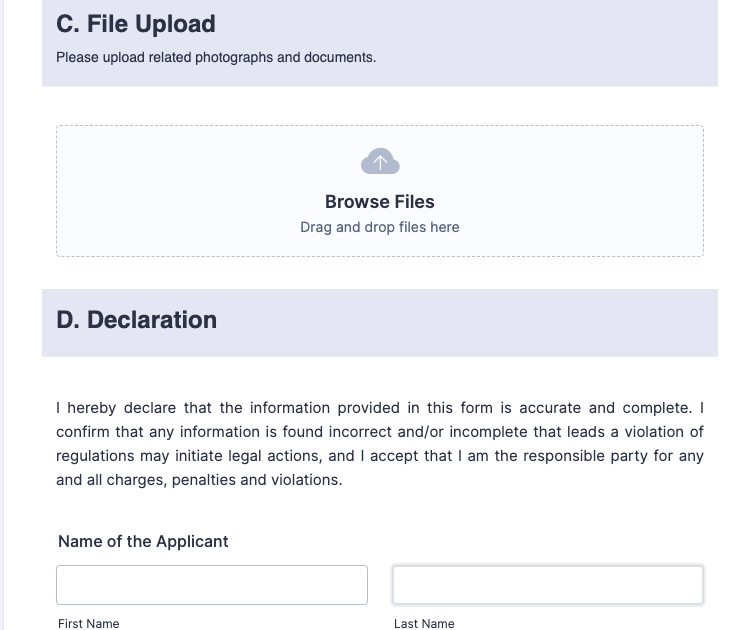 C. File Upload
Please upload related photographs and documents.
Browse Files
Drag and drop files here
D. Declaration
I hereby declare that the information provided in this form is accurate and complete. I
confirm that any information is found incorrect and/or incomplete that leads a violation of
regulations may initiate legal actions, and I accept that I am the responsible party for any
and all charges, penalties and violations.
Name of the Applicant
First Name
Last Name